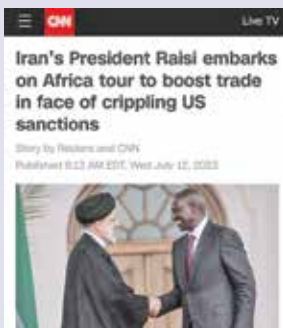 CNN
Live TV
Iran's President Raisi embarks
on Africa tour to boost trade
in face of crippling US
sanctions
Story by Reuters and CNN
Published 6:13 AM EDT, Wed July 12, 2023